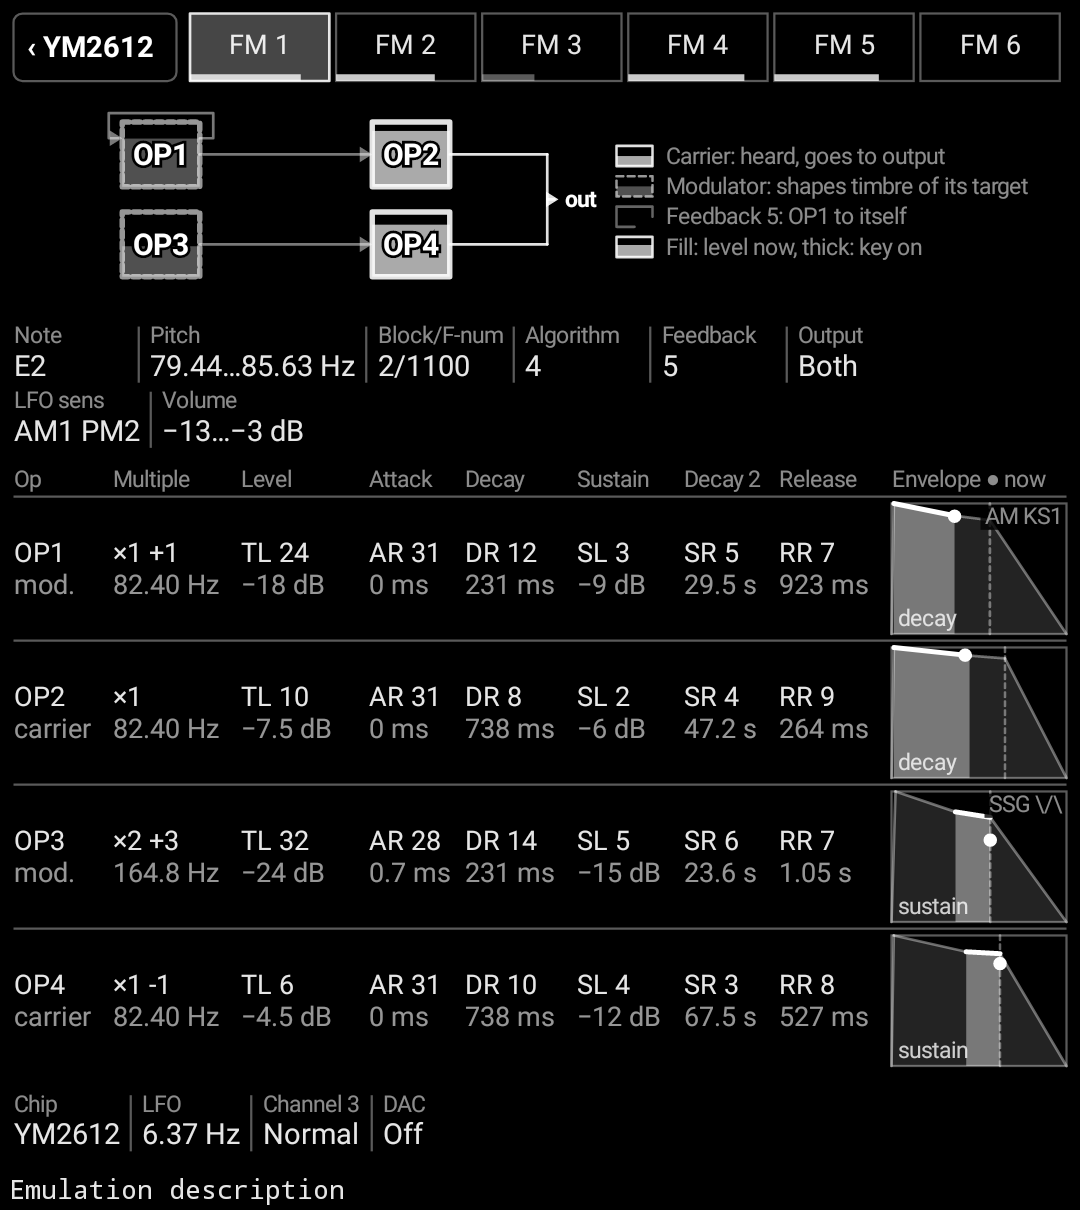 ‹ YM2612 FM 1 FM 2 FM 3 FM 4 FM 5 FM 6
OP1 OP2
OP3 OP4
out
Carrier: heard, goes to output
Modulator: shapes timbre of its target
Feedback 5: OP1 to itself
Fill: level now, thick: key on
Note Pitch Block/F-num Algorithm Feedback Output
E2 79.44…85.63 Hz 2/1100 4 5 Both
LFO sens Volume
AM1 PM2 −13…−3 dB
Op Multiple Level Attack Decay Sustain Decay 2 Release Envelope ● now
AM KS1
OP1 ×1 +1 TL 24 AR 31 DR 12 SL 3 SR 5 RR 7
mod. 82.40 Hz −18 dB 0 ms 231 ms −9 dB 29.5 s 923 ms
decay
OP2 ×1 TL 10 AR 31 DR 8 SL 2 SR 4 RR 9
carrier 82.40 Hz −7.5 dB 0 ms 738 ms −6 dB 47.2 s 264 ms
decay
SSG \/\
OP3 ×2 +3 TL 32 AR 28 DR 14 SL 5 SR 6 RR 7
mod. 164.8 Hz −24 dB 0.7 ms 231 ms −15 dB 23.6 s 1.05 s
sustain
OP4 ×1 -1 TL 6 AR 31 DR 10 SL 4 SR 3 RR 8
carrier 82.40 Hz −4.5 dB 0 ms 738 ms −12 dB 67.5 s 527 ms
sustain
Chip LFO Channel 3 DAC
YM2612 6.37 Hz Normal Off
Emulation description